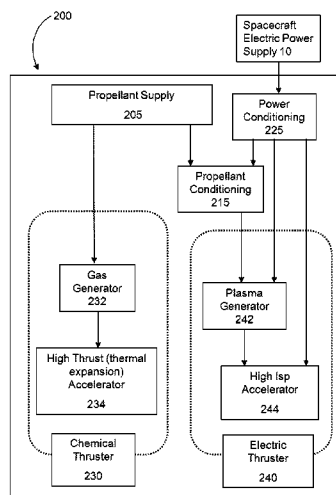 200
Spacecraft
Electric Power
Supply 10
Propellant Supply
205
Power
Conditioning
225
Propellant
Conditioning
215
Gas
Generator
232
Plasma
Generator
242
High Thrust (thermal
expansion)
Accelerator
234
High Isp
Accelerator
244
Chemical
Thruster
230
Electric
Thruster
240